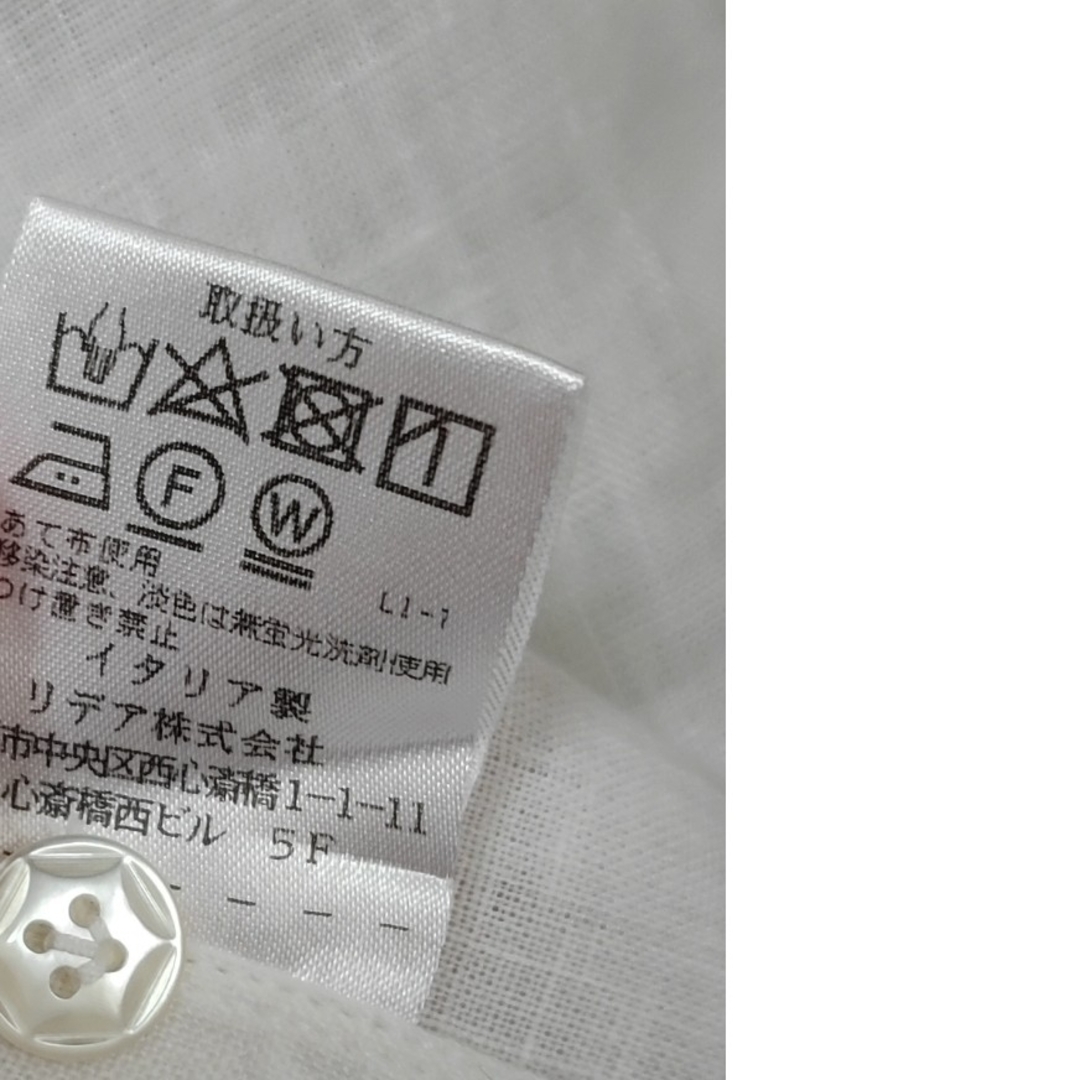 取扱い方
F W
あて布使用
移染注意、淡色は無蛍光洗剤使用
つけ置き禁止
L1-7
イタリア製
リデア株式会社
市中央区西心斎橋1-1-11
心斎橋西ビル 5F